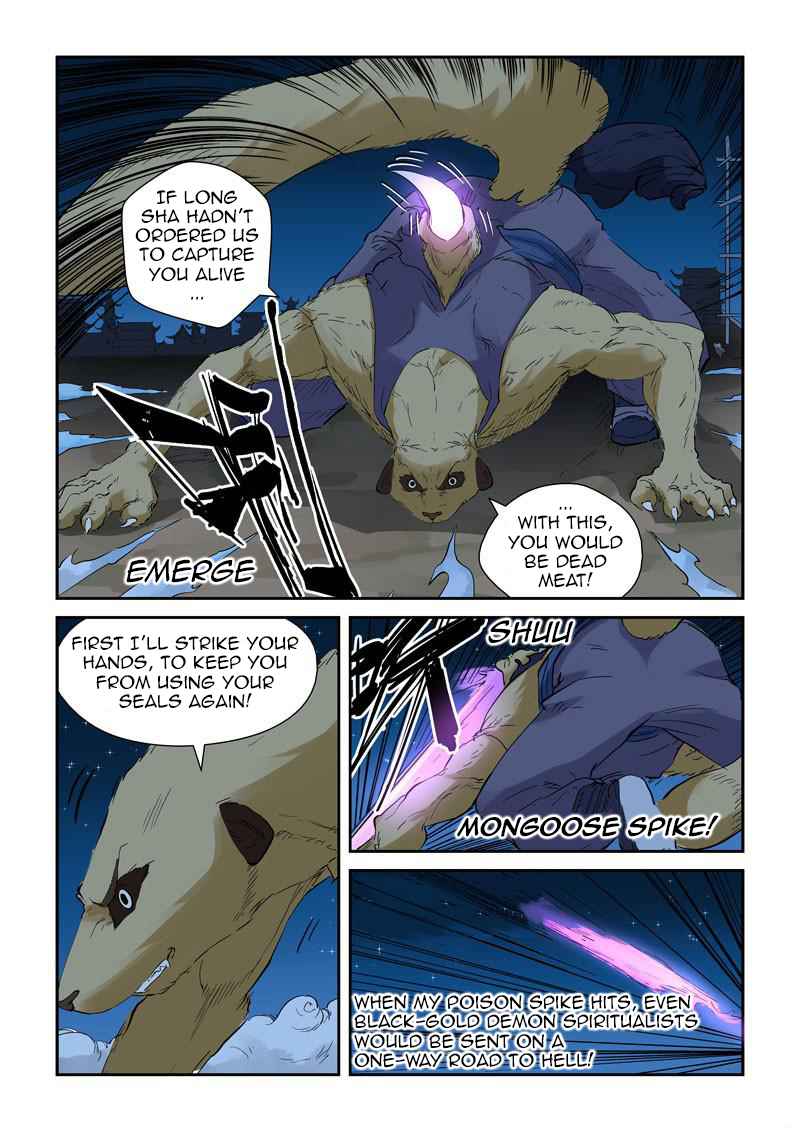 IF LONG
SHA HADN'T
ORDERED US
TO CAPTURE
YOU ALIVE
...
EMERGE
...
WITH THIS,
YOU WOULD
BE DEAD
MEAT!
FIRST I'LL STRIKE YOUR
HANDS, TO KEEP YOU
FROM USING YOUR
SEALS AGAIN!
SHUU
MONGOOSE SPIKE!
WHEN MY POISON SPIKE HITS, EVEN
BLACK-GOLD DEMON SPIRITUALISTS
WOULD BE SENT ON A
ONE-WAY ROAD TO HELL!